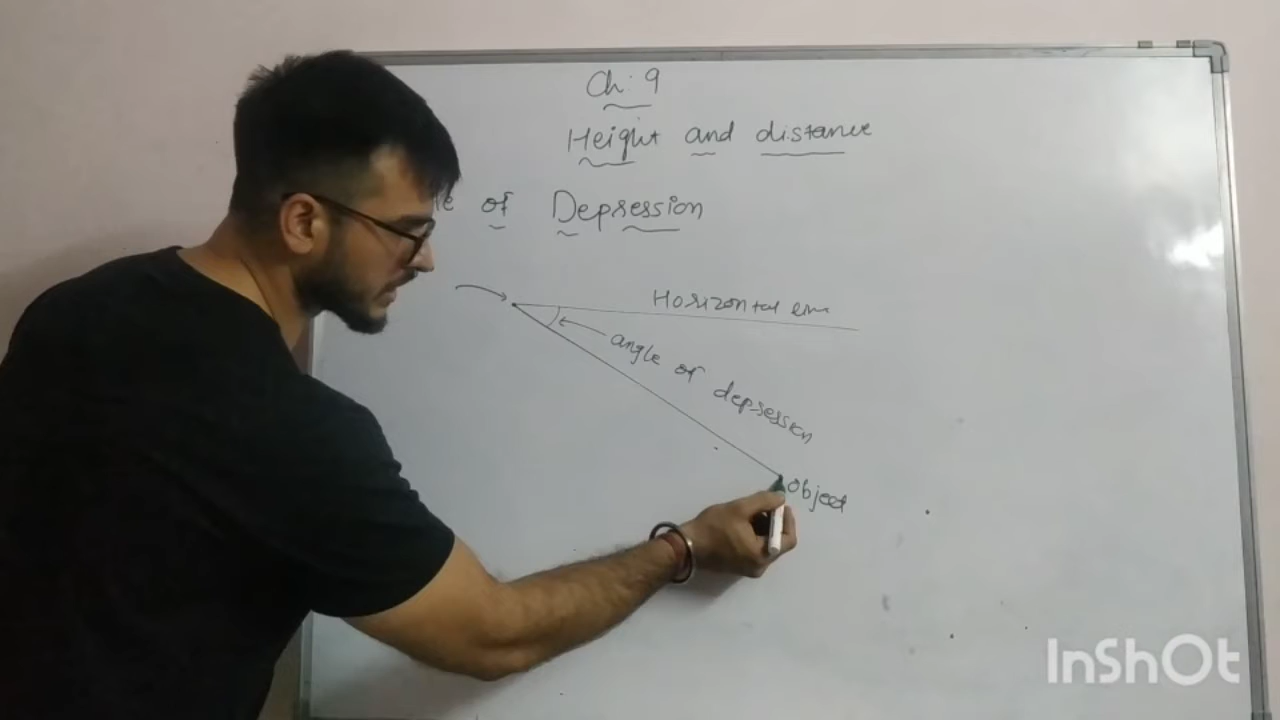 Ch: 9
Height and distance
le of Depression
Horizontal line
angle of depression
object
InShOt